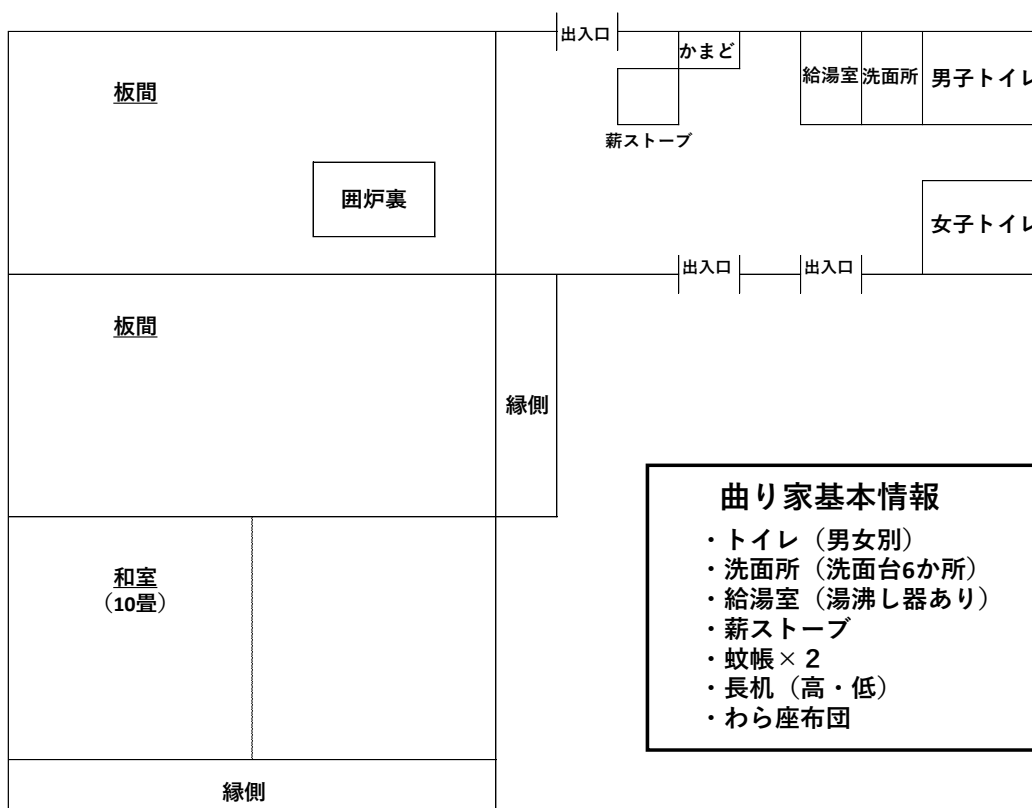 出入口
かまど
板間
給湯室
洗面所
男子トイレ
薪ストーブ
囲炉裏
女子トイレ
出入口
出入口
板間
縁側
和室
（10畳）
縁側
曲り家基本情報
・トイレ（男女別）
・洗面所（洗面台6か所）
・給湯室（湯沸し器あり）
・薪ストーブ
・蚊帳×２
・長机（高・低）
・わら座布団